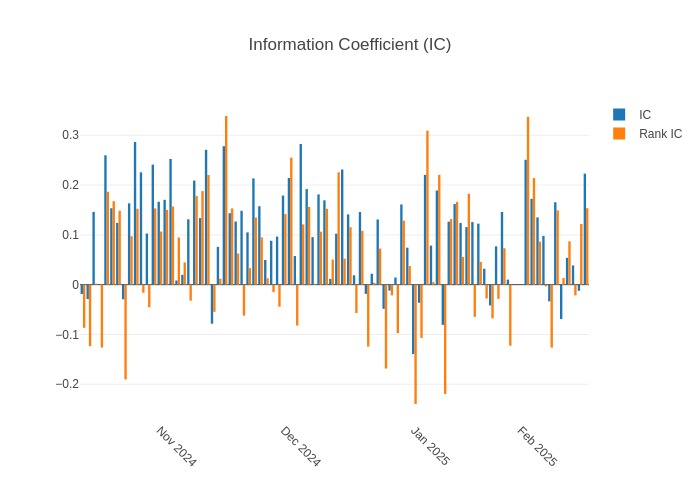 Information Coefficient (IC)
IC
Rank IC
0.3
0.2
0.1
0
−0.1
−0.2
Nov 2024
Dec 2024
Jan 2025
Feb 2025